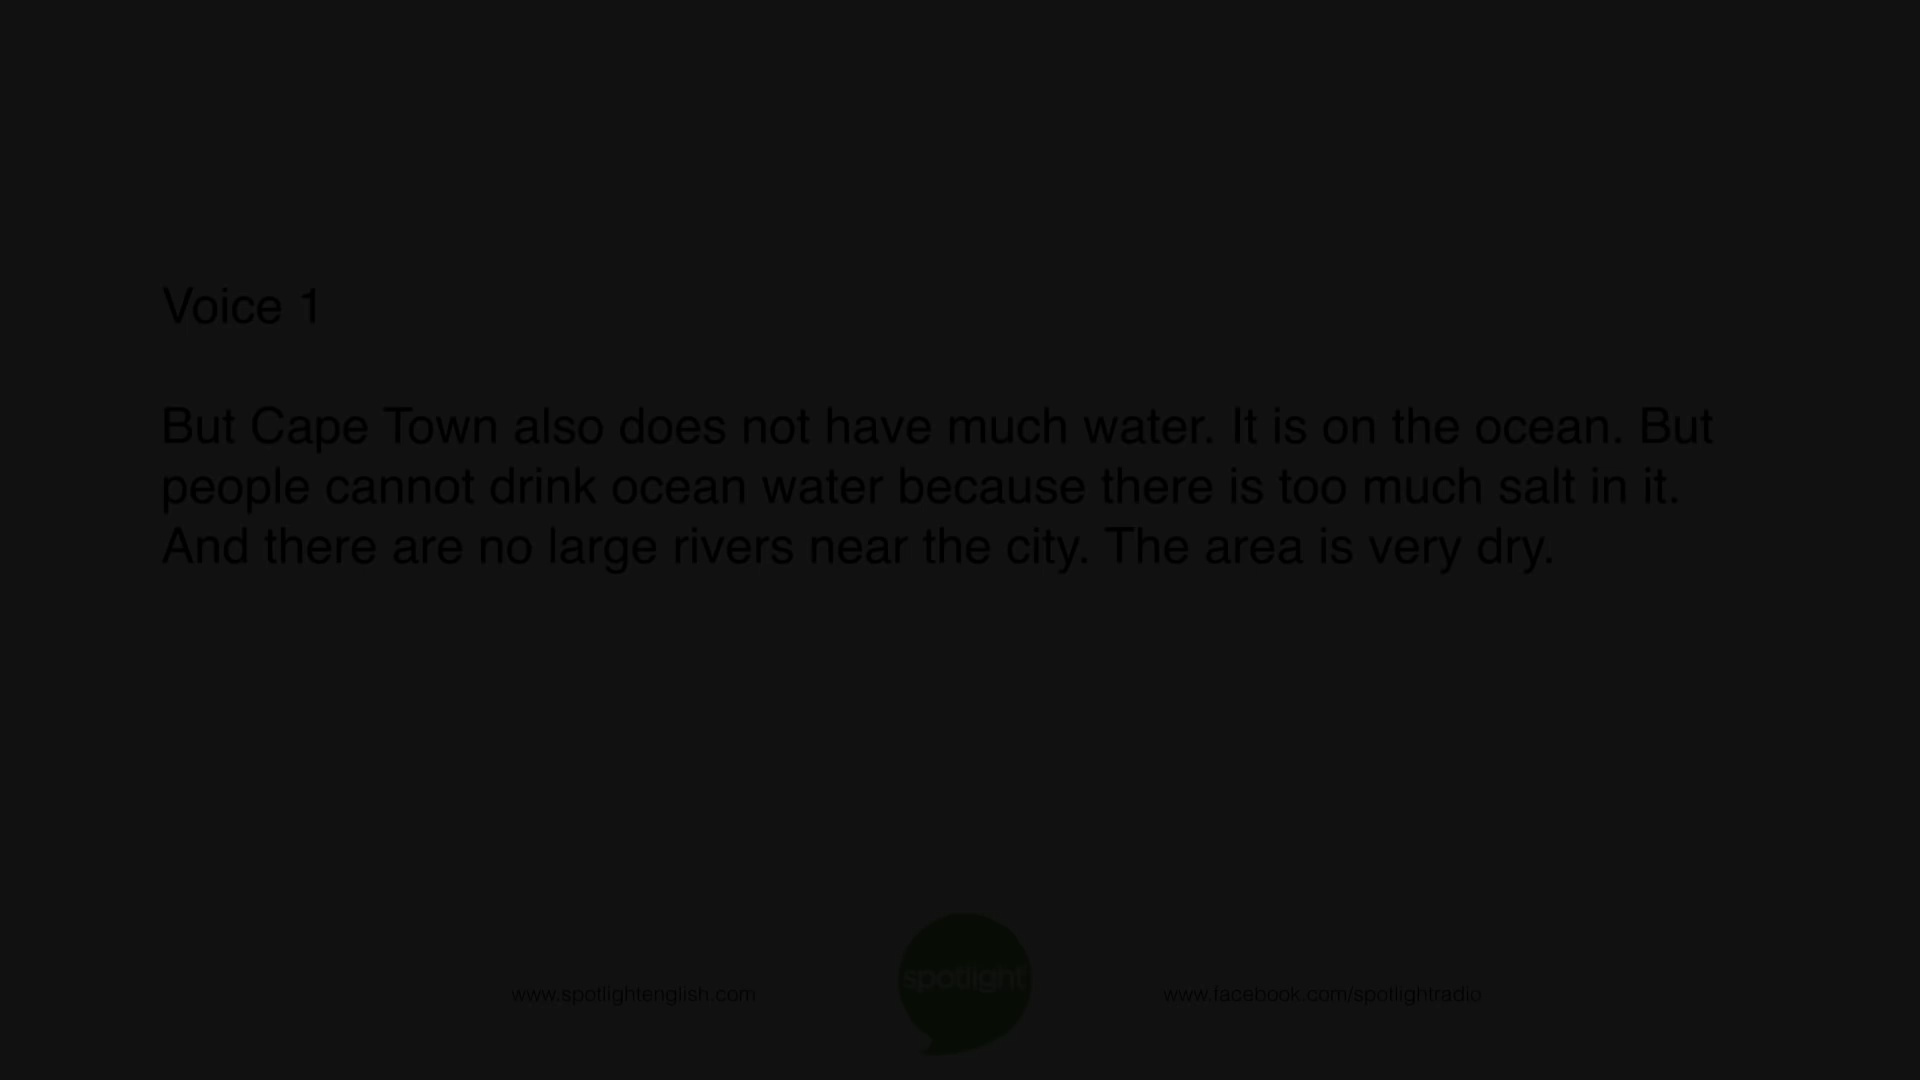 Voice 1
But Cape Town also does not have much water. It is on the ocean. But
people cannot drink ocean water because there is too much salt in it.
And there are no large rivers near the city. The area is very dry.
spotlight
www.spotlightenglish.com
www.facebook.com/spotlightradio